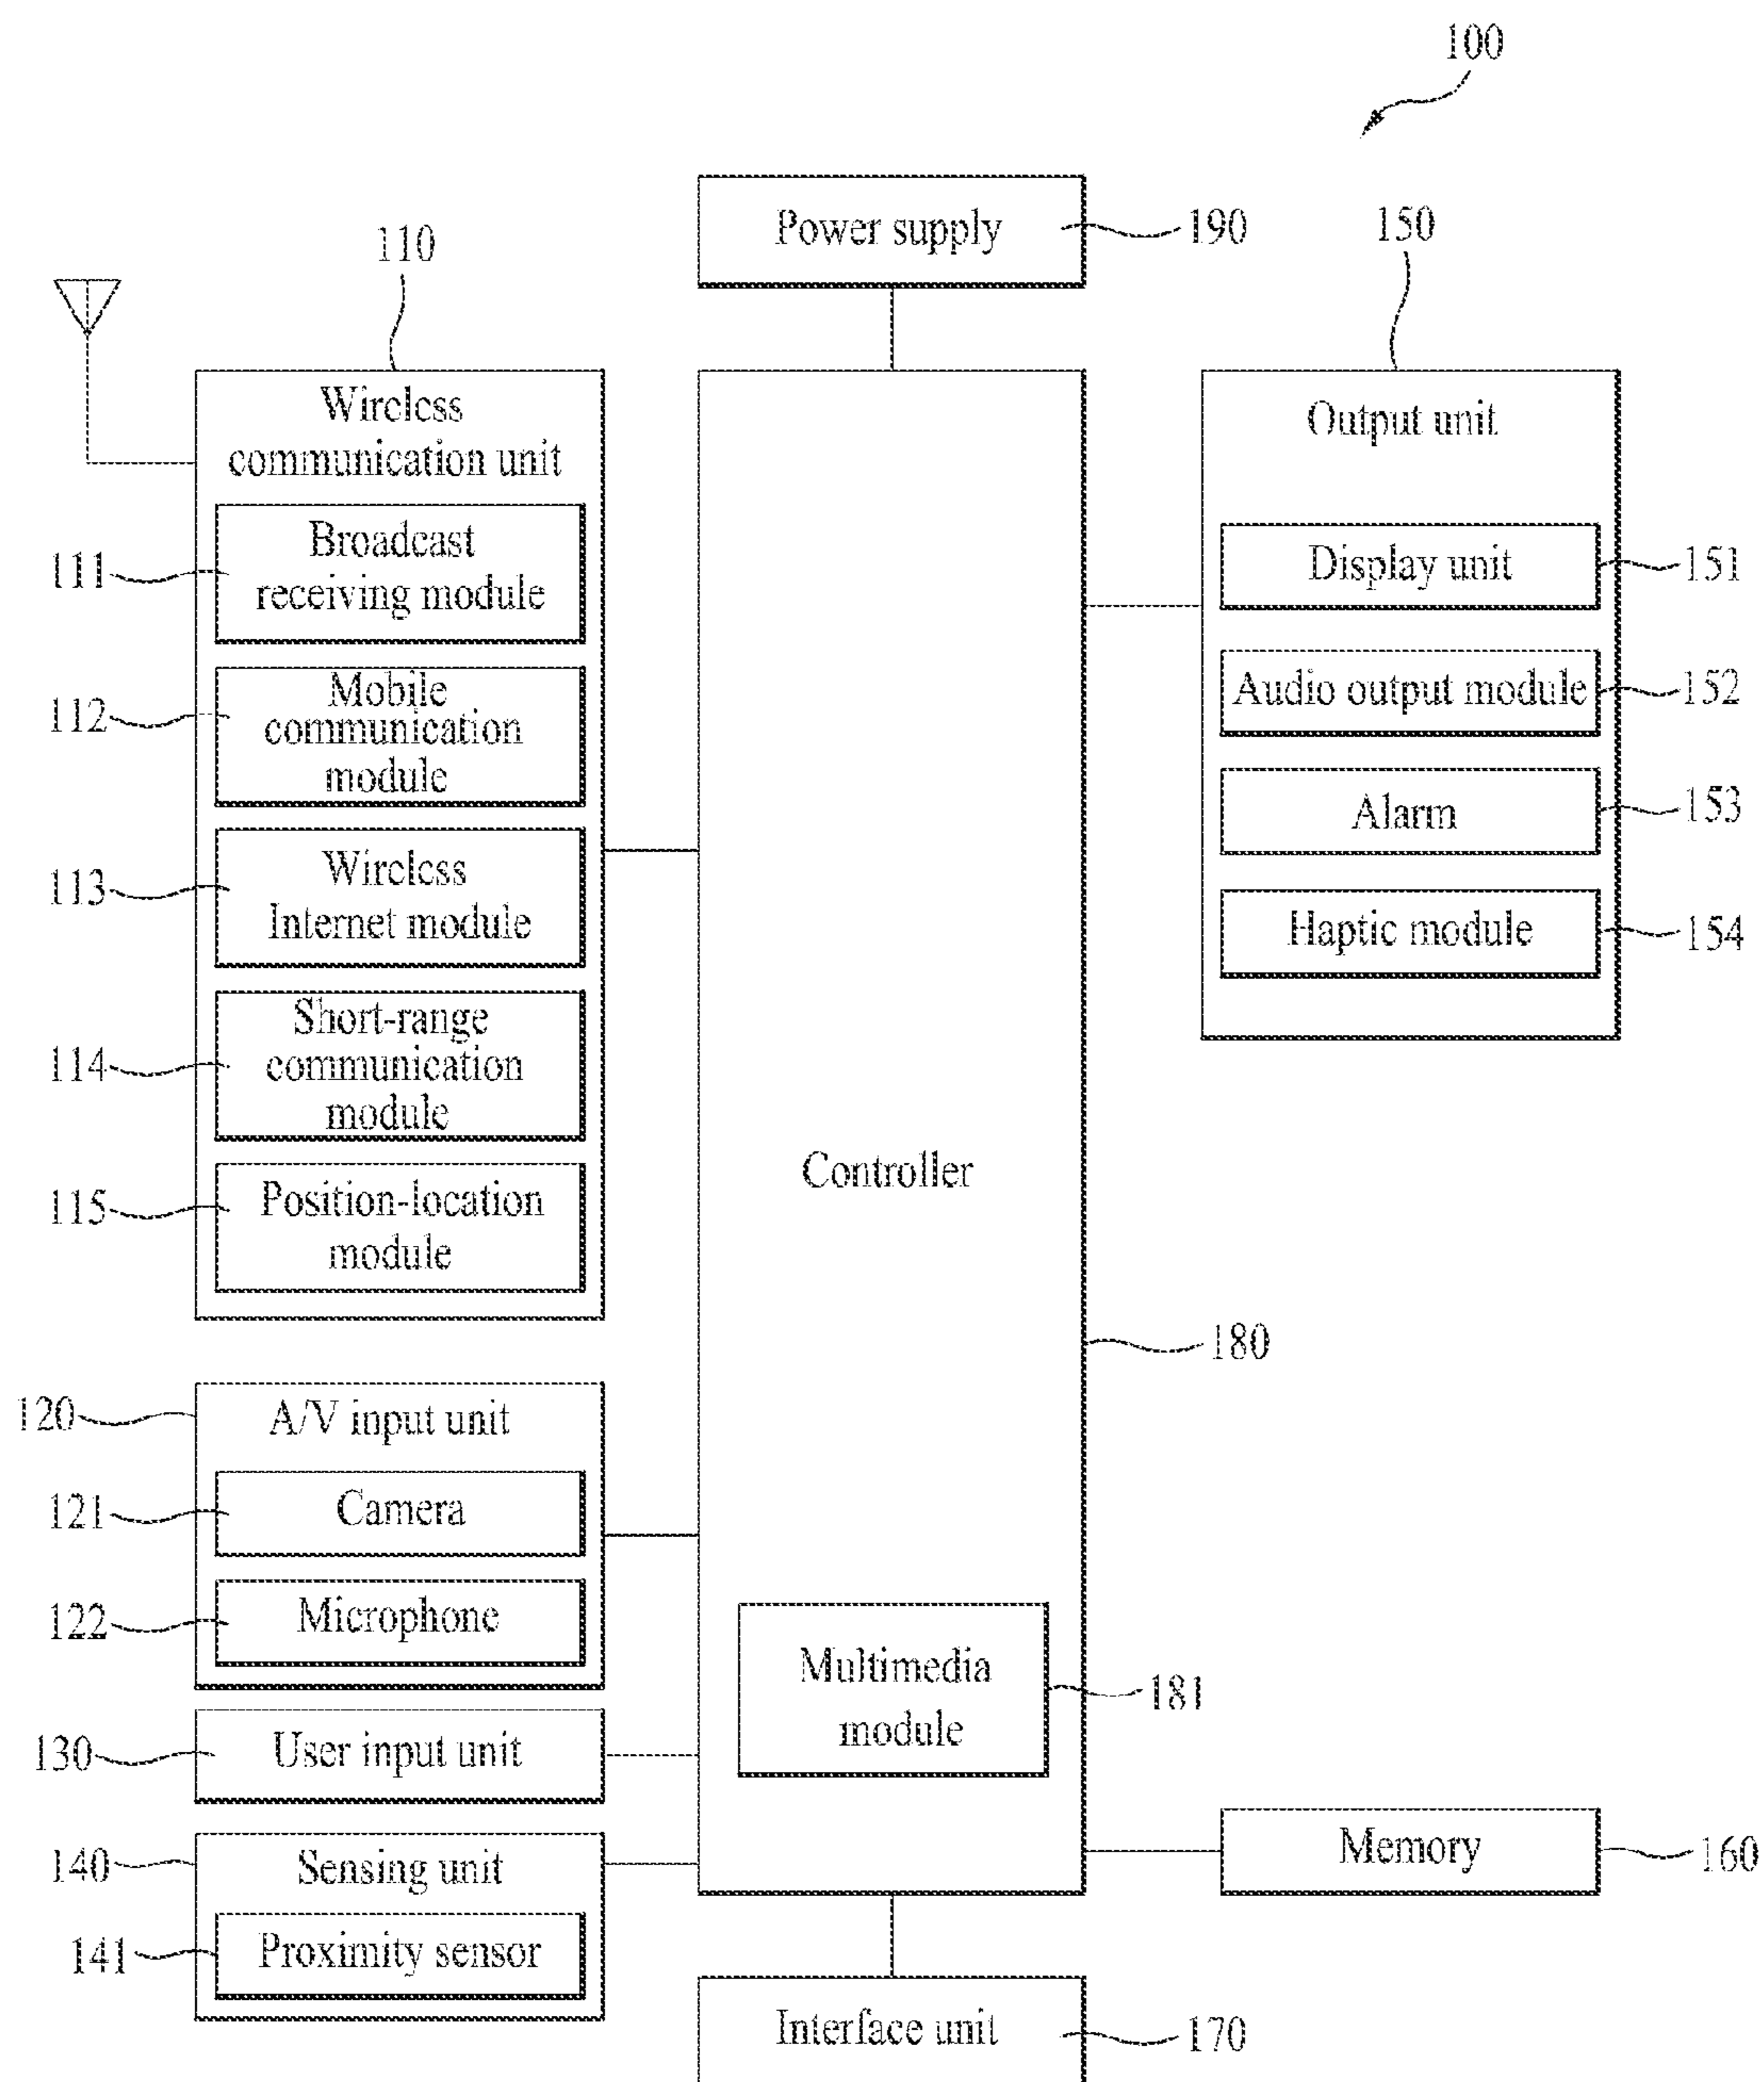 100
Power supply
190
150
110
Wireless
communication unit
Broadcast
receiving module
111
Mobile
communication
module
112
Wireless
Internet module
113
Short-range
communication
module
114
Position-location
module
115
Output unit
Display unit
151
Audio output module
152
Alarm
153
Haptic module
154
Controller
180
120
A/V input unit
121
Camera
122
Microphone
Multimedia
module
181
130
User input unit
140
Sensing unit
141
Proximity sensor
Memory
160
Interface unit
170